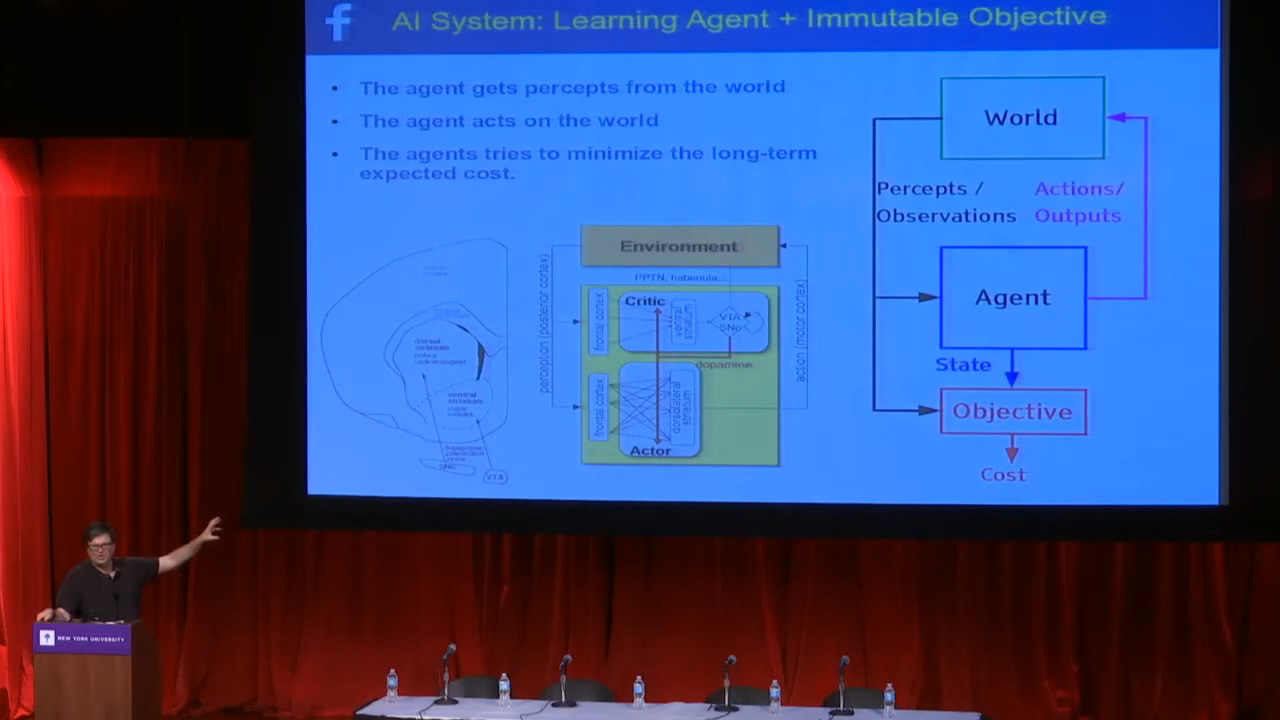 f
AI System: Learning Agent + Immutable Objective
• The agent gets percepts from the world
• The agent acts on the world
• The agents tries to minimize the long-term
expected cost.
dorsal
striatum
ventral
striatum
SNc
VTA
Environment
PPTN, habenula...
perception (posterior cortex)
action (motor cortex)
frontal cortex
Critic
ventral
striatum
VTA
SNc
dopamine
frontal cortex
dorsolateral
striatum
Actor
World
Percepts /
Observations
Actions/
Outputs
Agent
State
Objective
Cost
NEW YORK UNIVERSITY